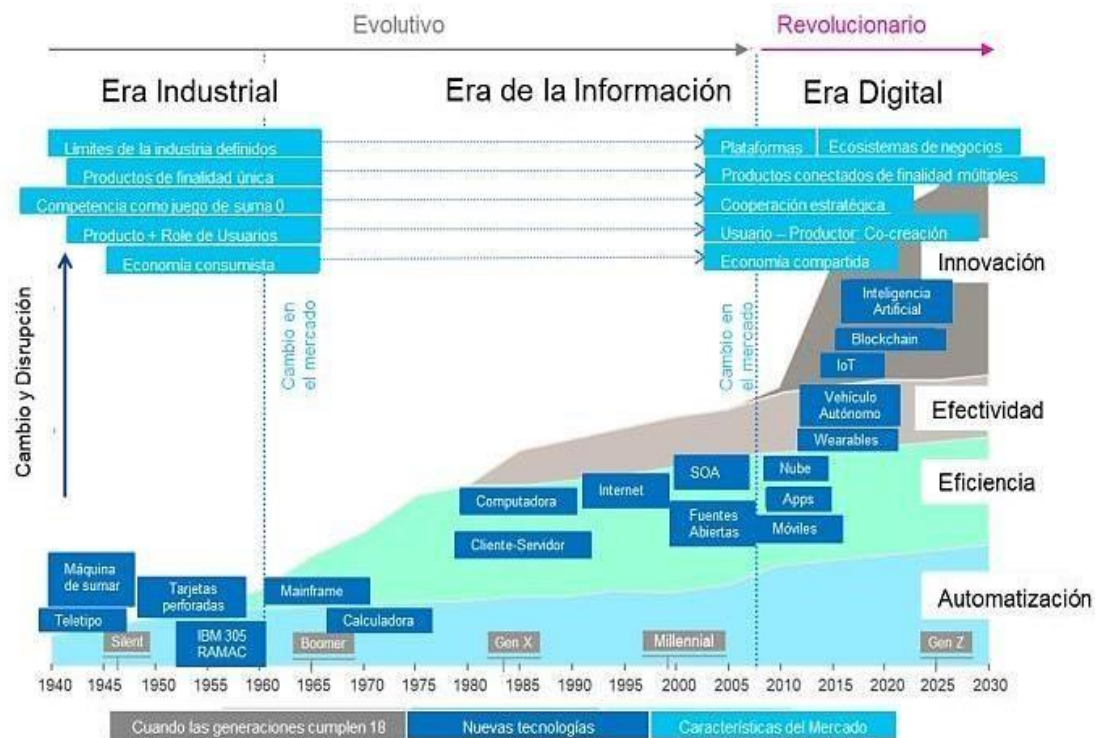 Evolutivo
Revolucionario
Era Industrial
Era de la Información
Era Digital
Límites de la industria definidos
Plataformas
Ecosistemas de negocios
Productos de finalidad única
Productos conectados de finalidad múltiples
Competencia como juego de suma 0
Cooperación estratégica
Producto + Role de Usuarios
Usuario – Productor: Co-creación
Economía consumista
Economía compartida
Innovación
Cambio y Disrupción
Cambio en
el mercado
Cambio en
el mercado
Inteligencia
Artificial
Blockchain
IoT
Vehículo
Autónomo
Efectividad
Wearables
SOA
Nube
Internet
Computadora
Apps
Eficiencia
Fuentes
Abiertas
Móviles
Cliente-Servidor
Máquina
de sumar
Tarjetas
perforadas
Mainframe
Automatización
Teletipo
Calculadora
IBM 305
RAMAC
Silent
Boomer
Gen X
Millennial
Gen Z
1940 1945 1950 1955 1960 1965 1970 1975 1980 1985 1990 1995 2000 2005 2010 2015 2020 2025 2030
Cuando las generaciones cumplen 18
Nuevas tecnologías
Características del Mercado